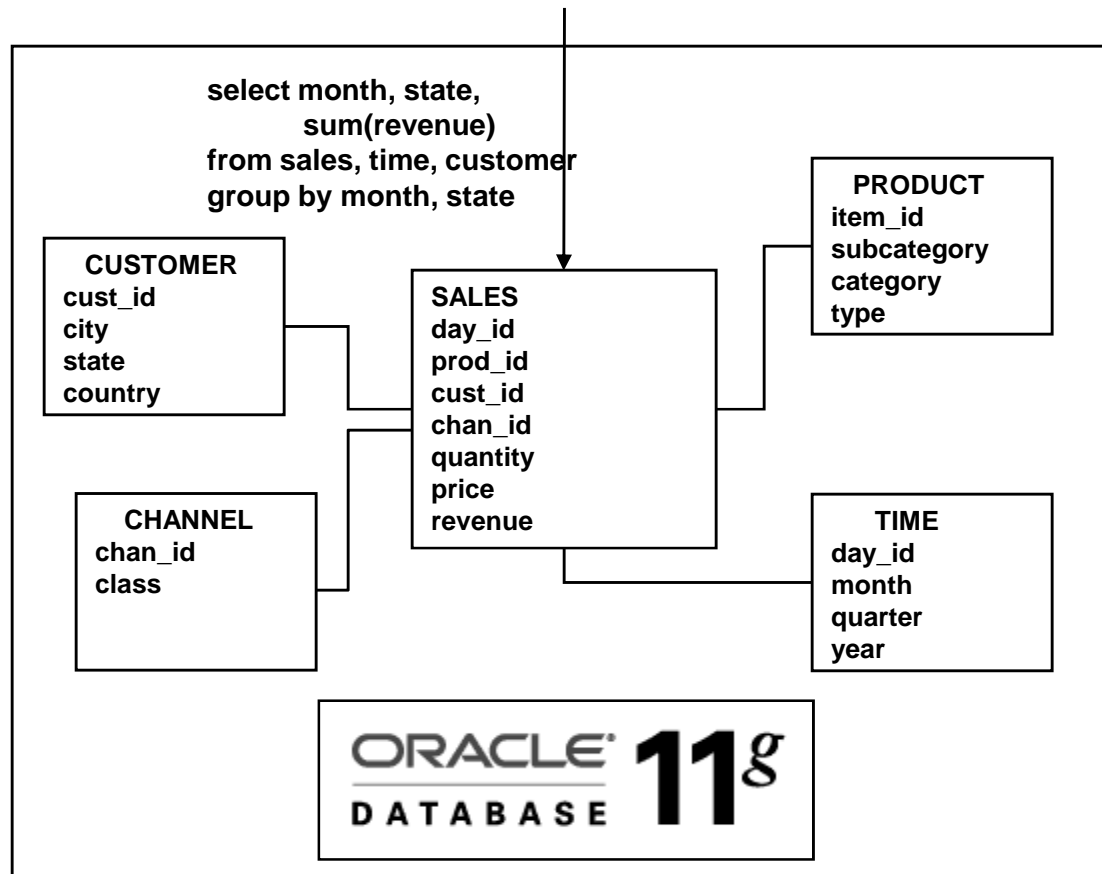 select month, state,
sum(revenue)
from sales, time, customer
group by month, state
CUSTOMER
cust_id
city
state
country
CHANNEL
chan_id
class
SALES
day_id
prod_id
cust_id
chan_id
quantity
price
revenue
PRODUCT
item_id
subcategory
category
type
TIME
day_id
month
quarter
year
ORACLE®
DATABASE
11g